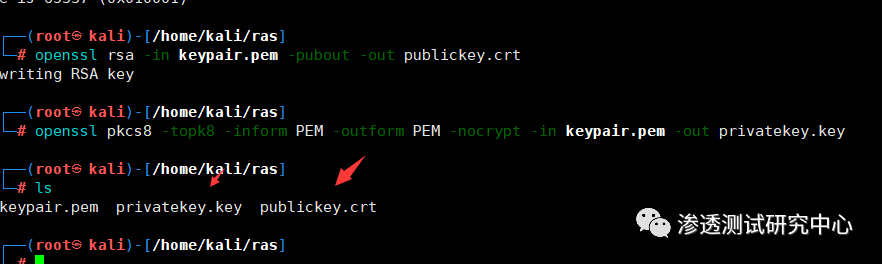 e is 65537 (0x010001)
┌──(root㉿ kali)-[/home/kali/ras]
└─# openssl rsa -in keypair.pem -pubout -out publickey.crt
writing RSA key
┌──(root㉿ kali)-[/home/kali/ras]
└─# openssl pkcs8 -topk8 -inform PEM -outform PEM -nocrypt -in keypair.pem -out privatekey.key
┌──(root㉿ kali)-[/home/kali/ras]
└─# ls
keypair.pem  privatekey.key  publickey.crt
┌──(root㉿ kali)-[/home/kali/ras]
└─#
渗透测试研究中心